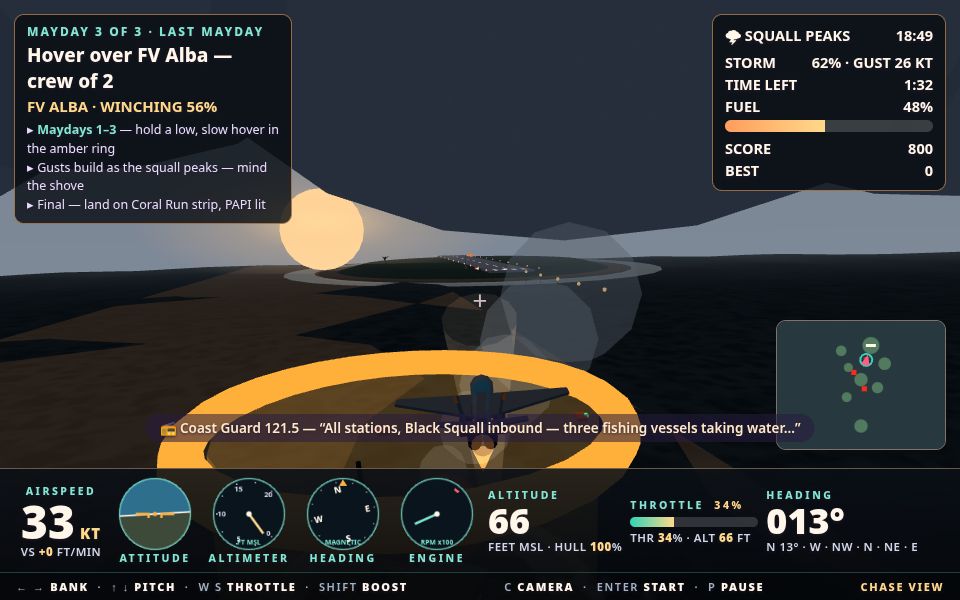 MAYDAY 3 OF 3 · LAST MAYDAY
Hover over FV Alba —
crew of 2
FV ALBA · WINCHING 56%
▸ Maydays 1–3 — hold a low, slow hover in
the amber ring
▸ Gusts build as the squall peaks — mind
the shove
▸ Final — land on Coral Run strip, PAPI lit
🌩 SQUALL PEAKS 18:49
STORM 62% · GUST 26 KT
TIME LEFT 1:32
FUEL 48%
SCORE 800
BEST 0
📻 Coast Guard 121.5 — “All stations, Black Squall inbound — three fishing vessels taking water…”
AIRSPEED
33 KT
VS +0 FT/MIN
ATTITUDE
15
20
10
0
FT MSL
ALTIMETER
N
E
W
S
MAGNETIC
HEADING
RPM x100
ENGINE
ALTITUDE
66
FEET MSL · HULL 100%
THROTTLE 34%
THR 34% · ALT 66 FT
HEADING
013°
N 13° · W · NW · N · NE · E
← → BANK · ↑ ↓ PITCH · W S THROTTLE · SHIFT BOOST
C CAMERA · ENTER START · P PAUSE
CHASE VIEW